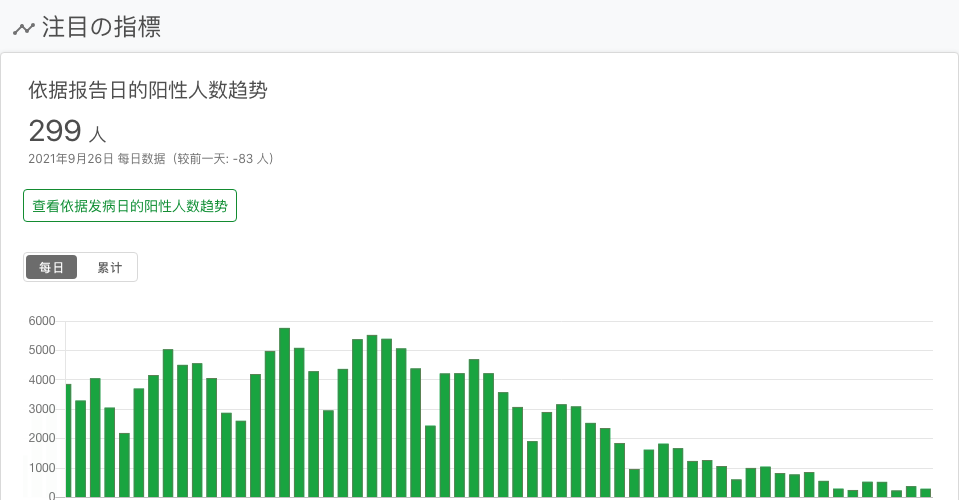 注目の指標
依据报告日的阳性人数趋势
299 人
2021年9月26日 每日数据（较前一天: -83 人）
查看依据发病日的阳性人数趋势
每日 累计
6000
5000
4000
3000
2000
1000
0